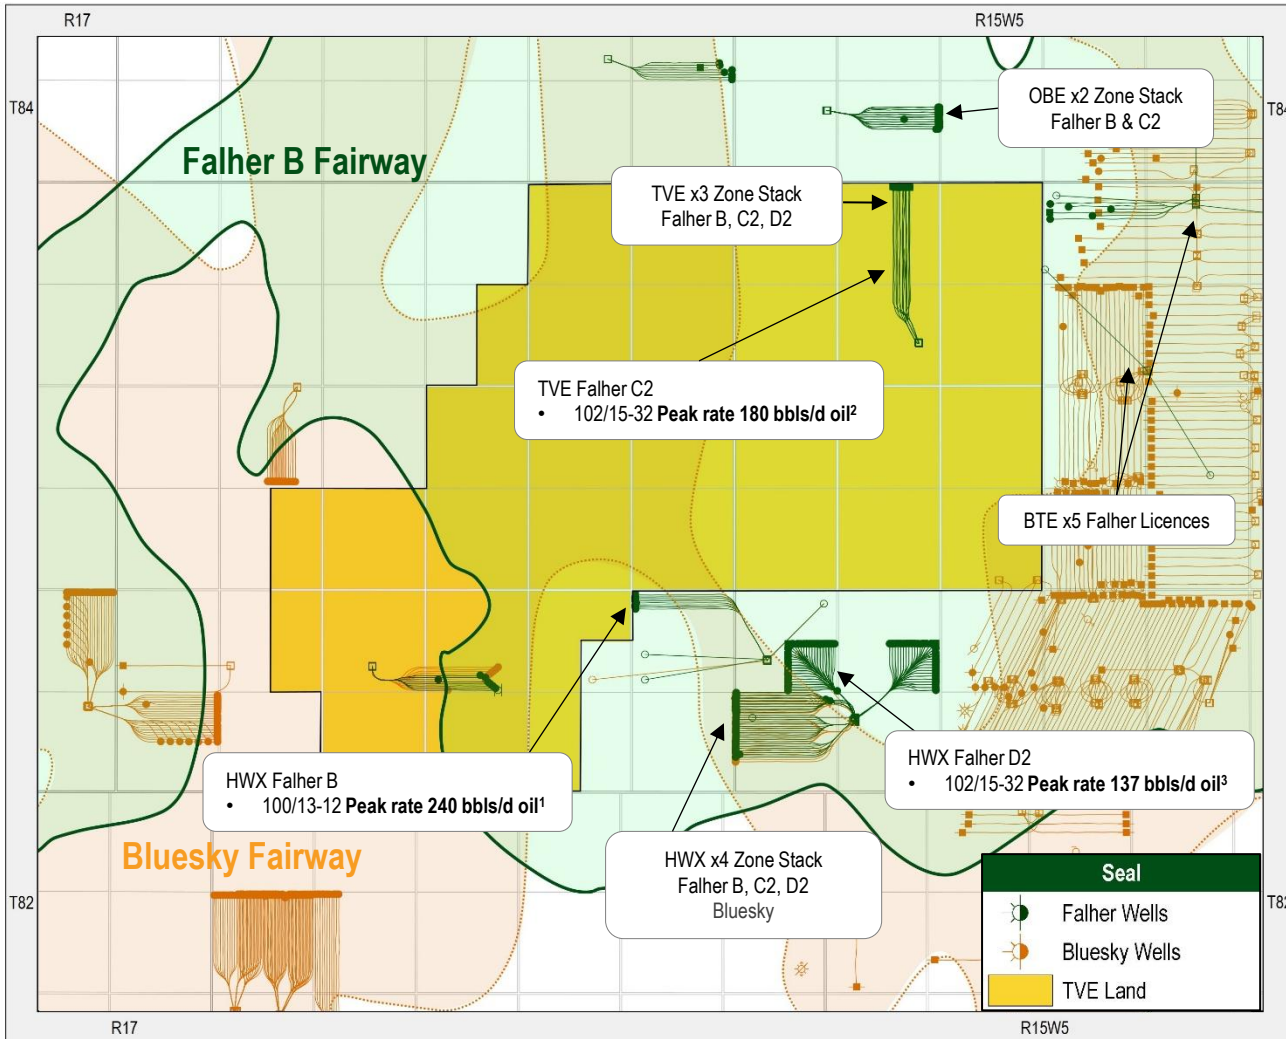 R17
R15W5
T84
T84
OBE x2 Zone Stack
Falher B & C2
Falher B Fairway
TVE x3 Zone Stack
Falher B, C2, D2
TVE Falher C2
• 102/15-32 Peak rate 180 bbls/d oil²
BTE x5 Falher Licences
HWX Falher B
• 100/13-12 Peak rate 240 bbls/d oil¹
HWX Falher D2
• 102/15-32 Peak rate 137 bbls/d oil³
Bluesky Fairway
HWX x4 Zone Stack
Falher B, C2, D2
Bluesky
Seal
Falher Wells
Bluesky Wells
TVE Land
T82
T82
R17
R15W5